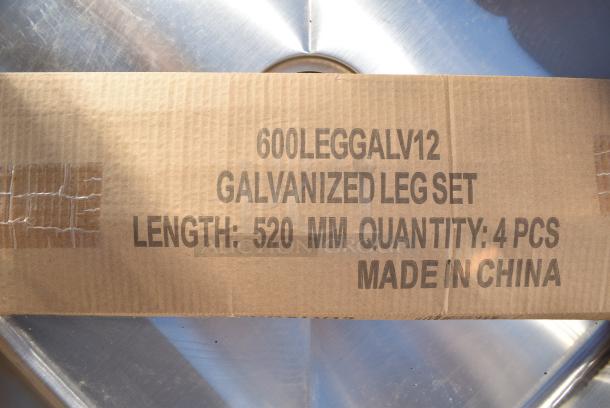 600LEGGALV12
GALVANIZED LEG SET
LENGTH: 520 MM QUANTITY: 4 PCS
MADE IN CHINA